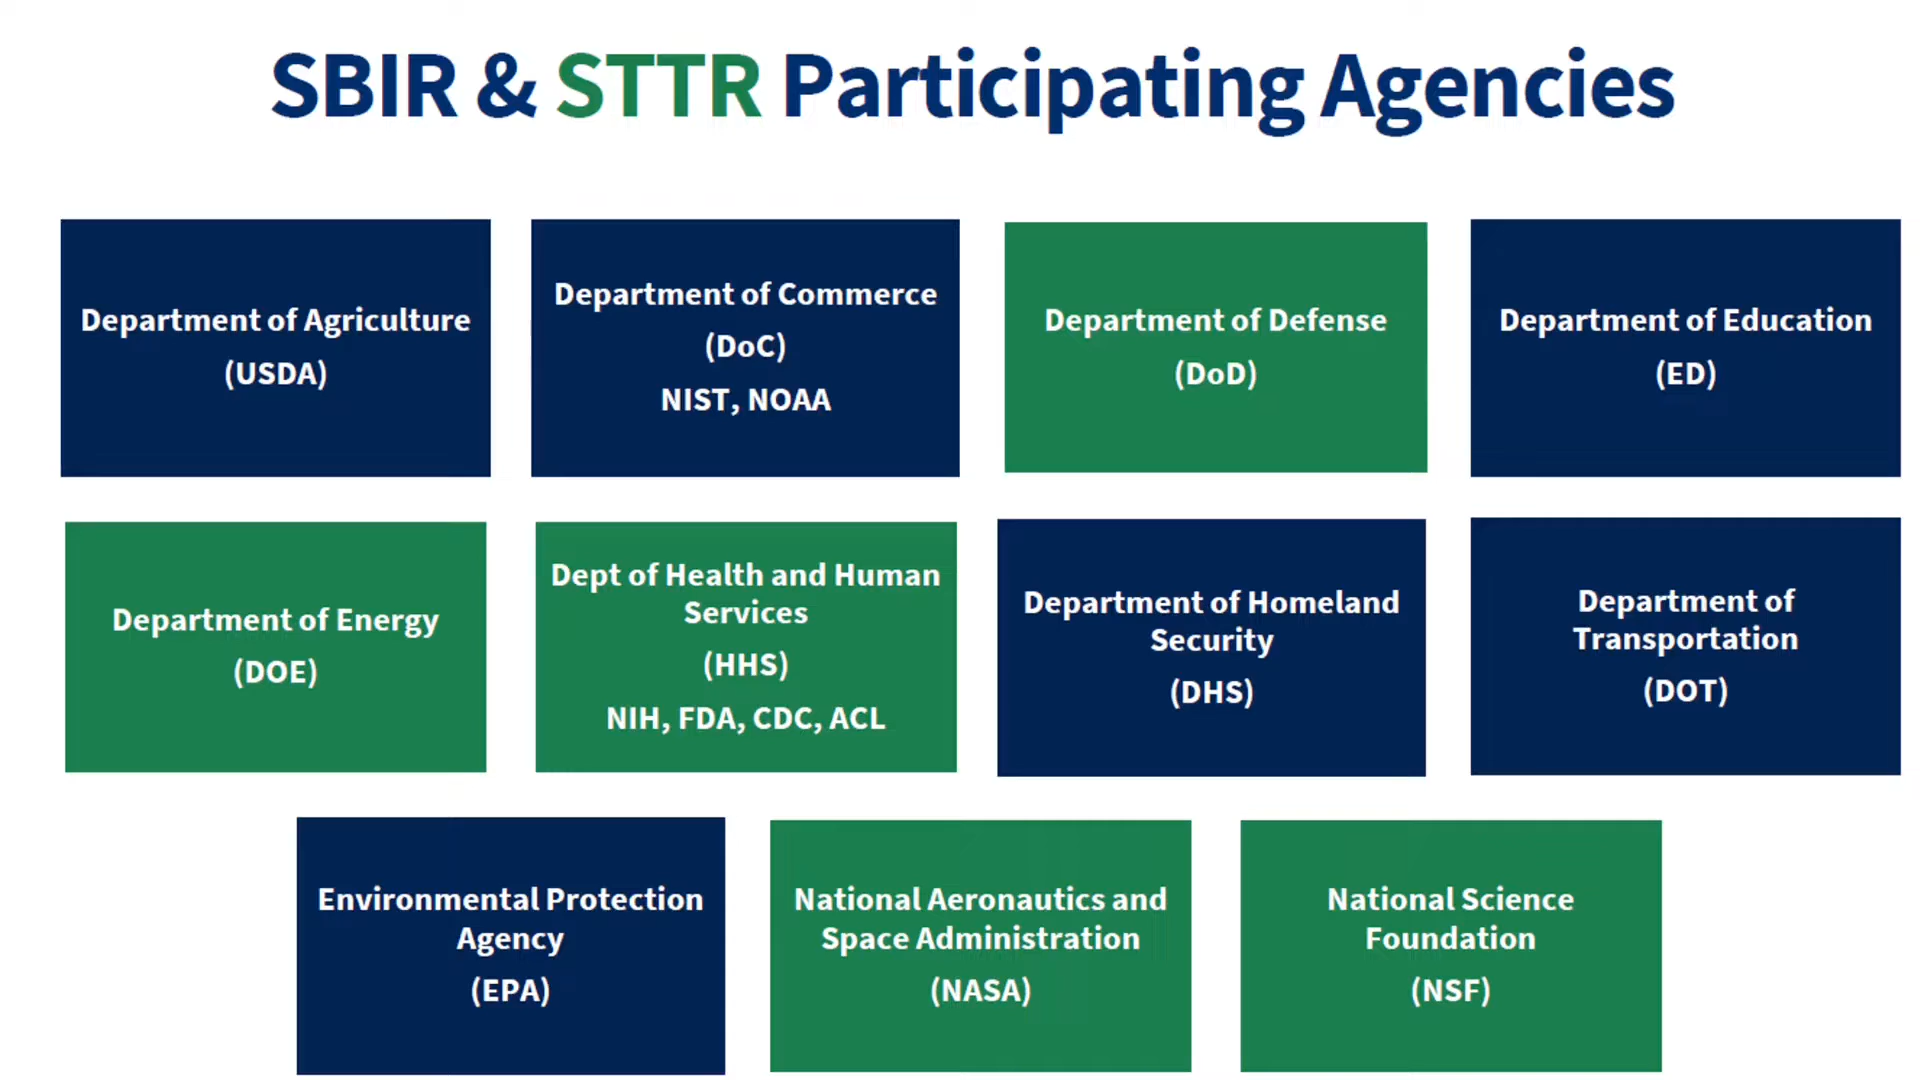 SBIR & STTR Participating Agencies
Department of Agriculture
(USDA)
Department of Commerce
(DoC)
NIST, NOAA
Department of Defense
(DoD)
Department of Education
(ED)
Department of Energy
(DOE)
Dept of Health and Human
Services
(HHS)
NIH, FDA, CDC, ACL
Department of Homeland
Security
(DHS)
Department of
Transportation
(DOT)
Environmental Protection
Agency
(EPA)
National Aeronautics and
Space Administration
(NASA)
National Science
Foundation
(NSF)